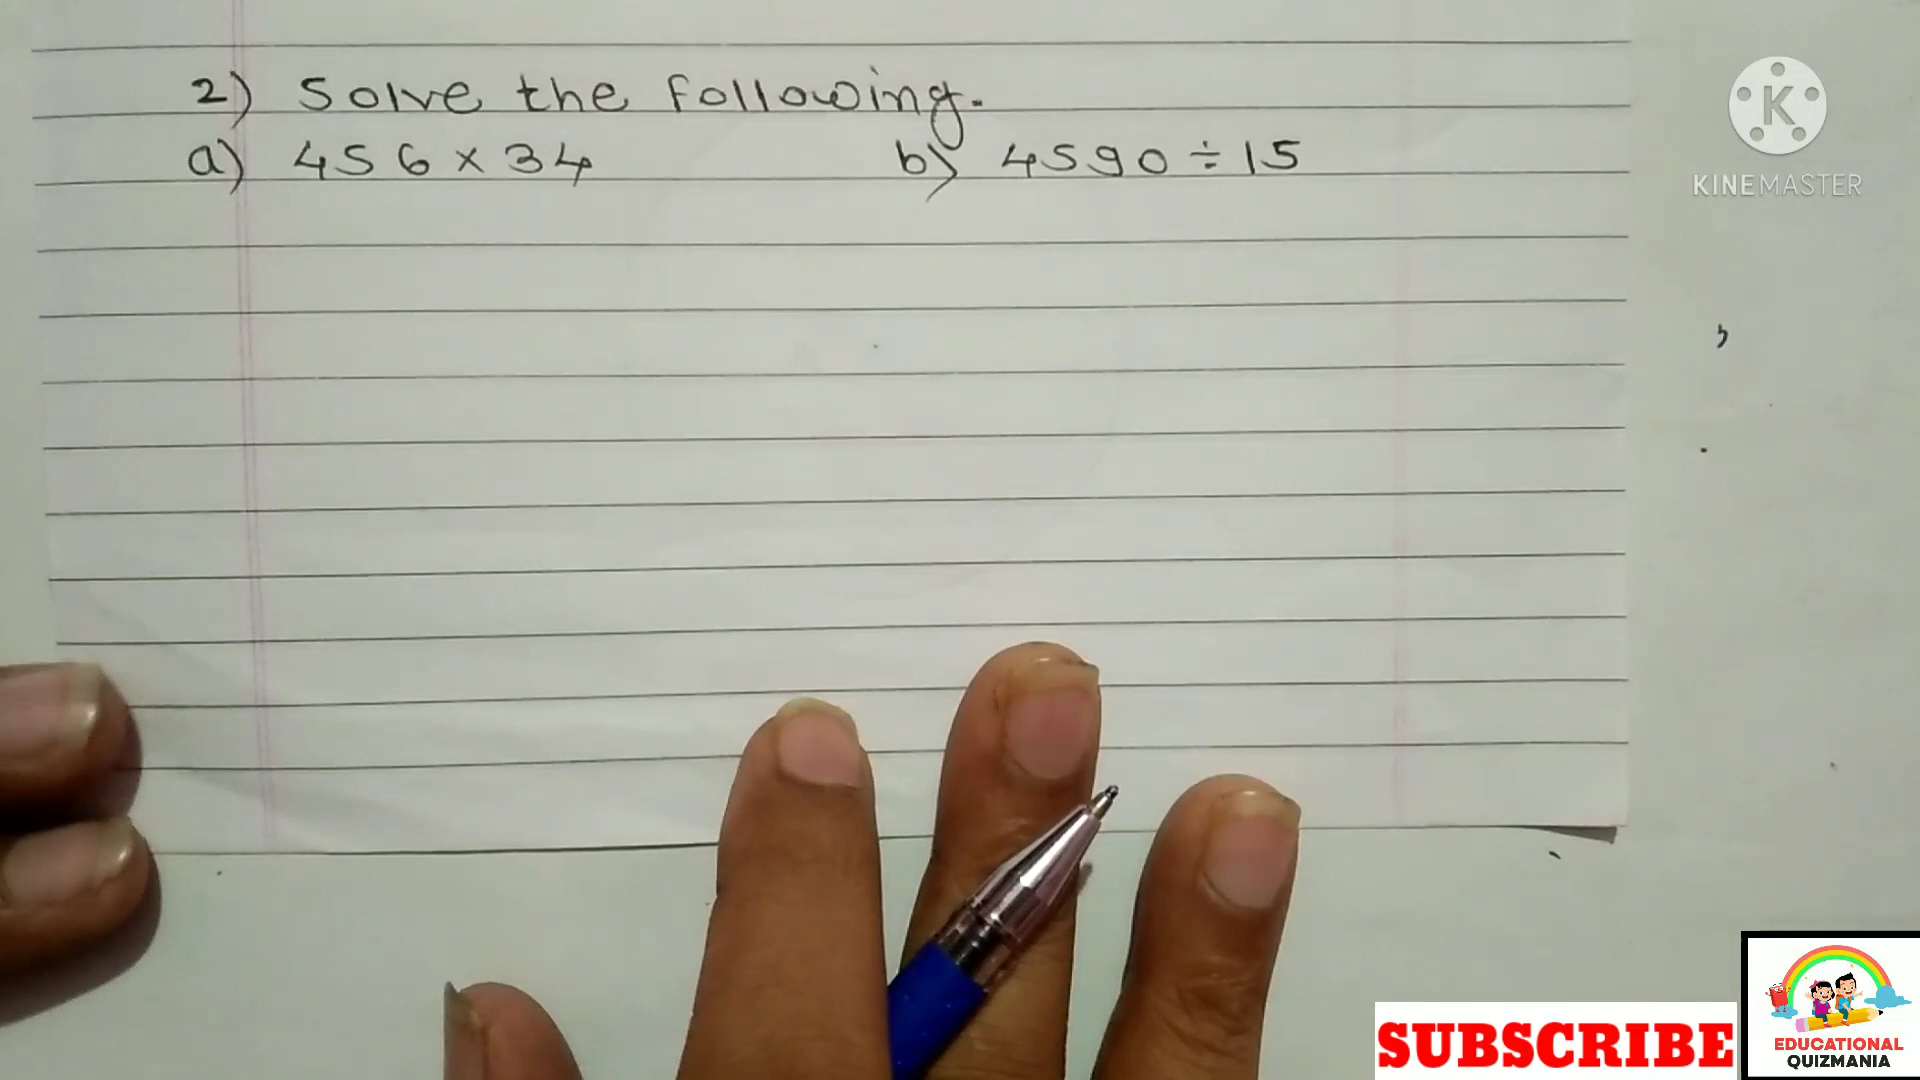 2) Solve the following.
a) 456 × 34 b) 4590 ÷ 15
K
KINEMASTER
SUBSCRIBE
EDUCATIONAL
QUIZMANIA